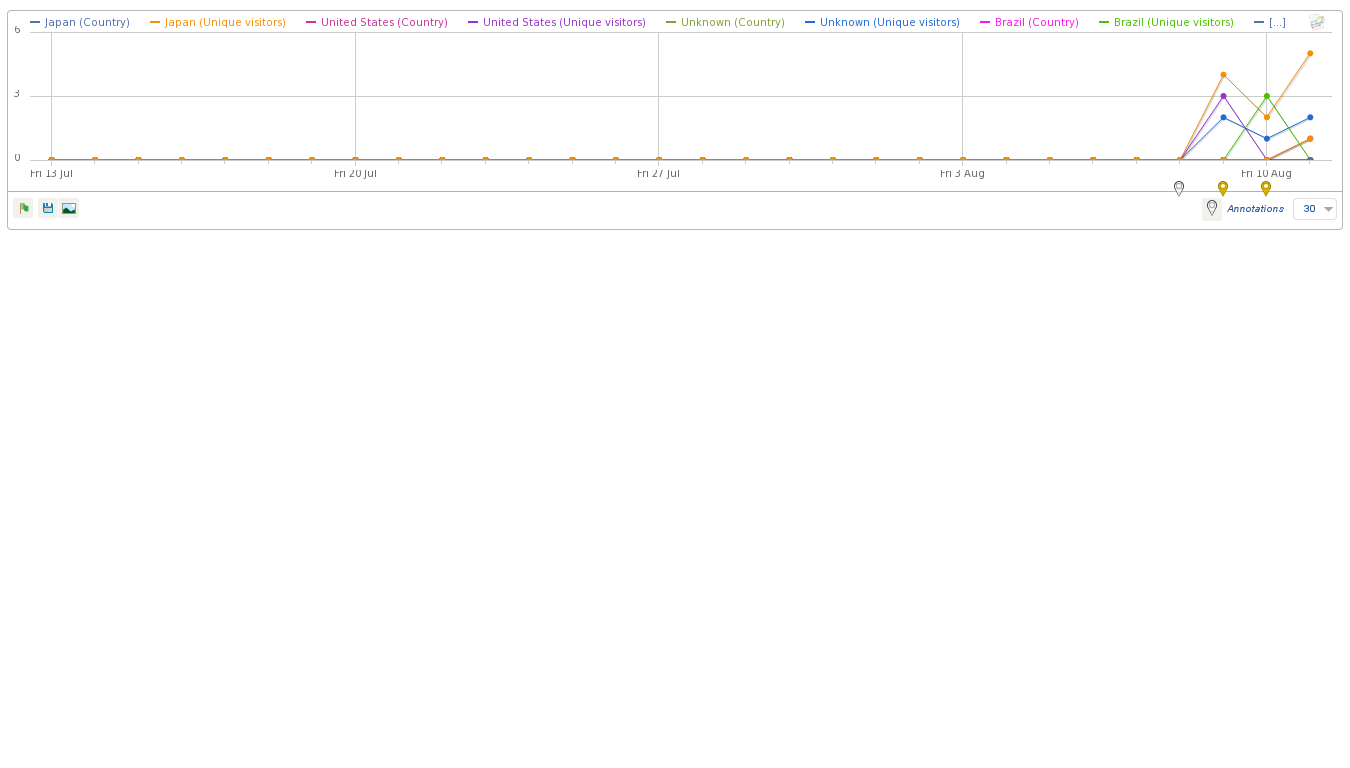 Japan (Country) Japan (Unique visitors) United States (Country) United States (Unique visitors) Unknown (Country) Unknown (Unique visitors) Brazil (Country) Brazil (Unique visitors) [...]
6
3
0
Fri 13 Jul Fri 20 Jul Fri 27 Jul Fri 3 Aug Fri 10 Aug
Annotations 30